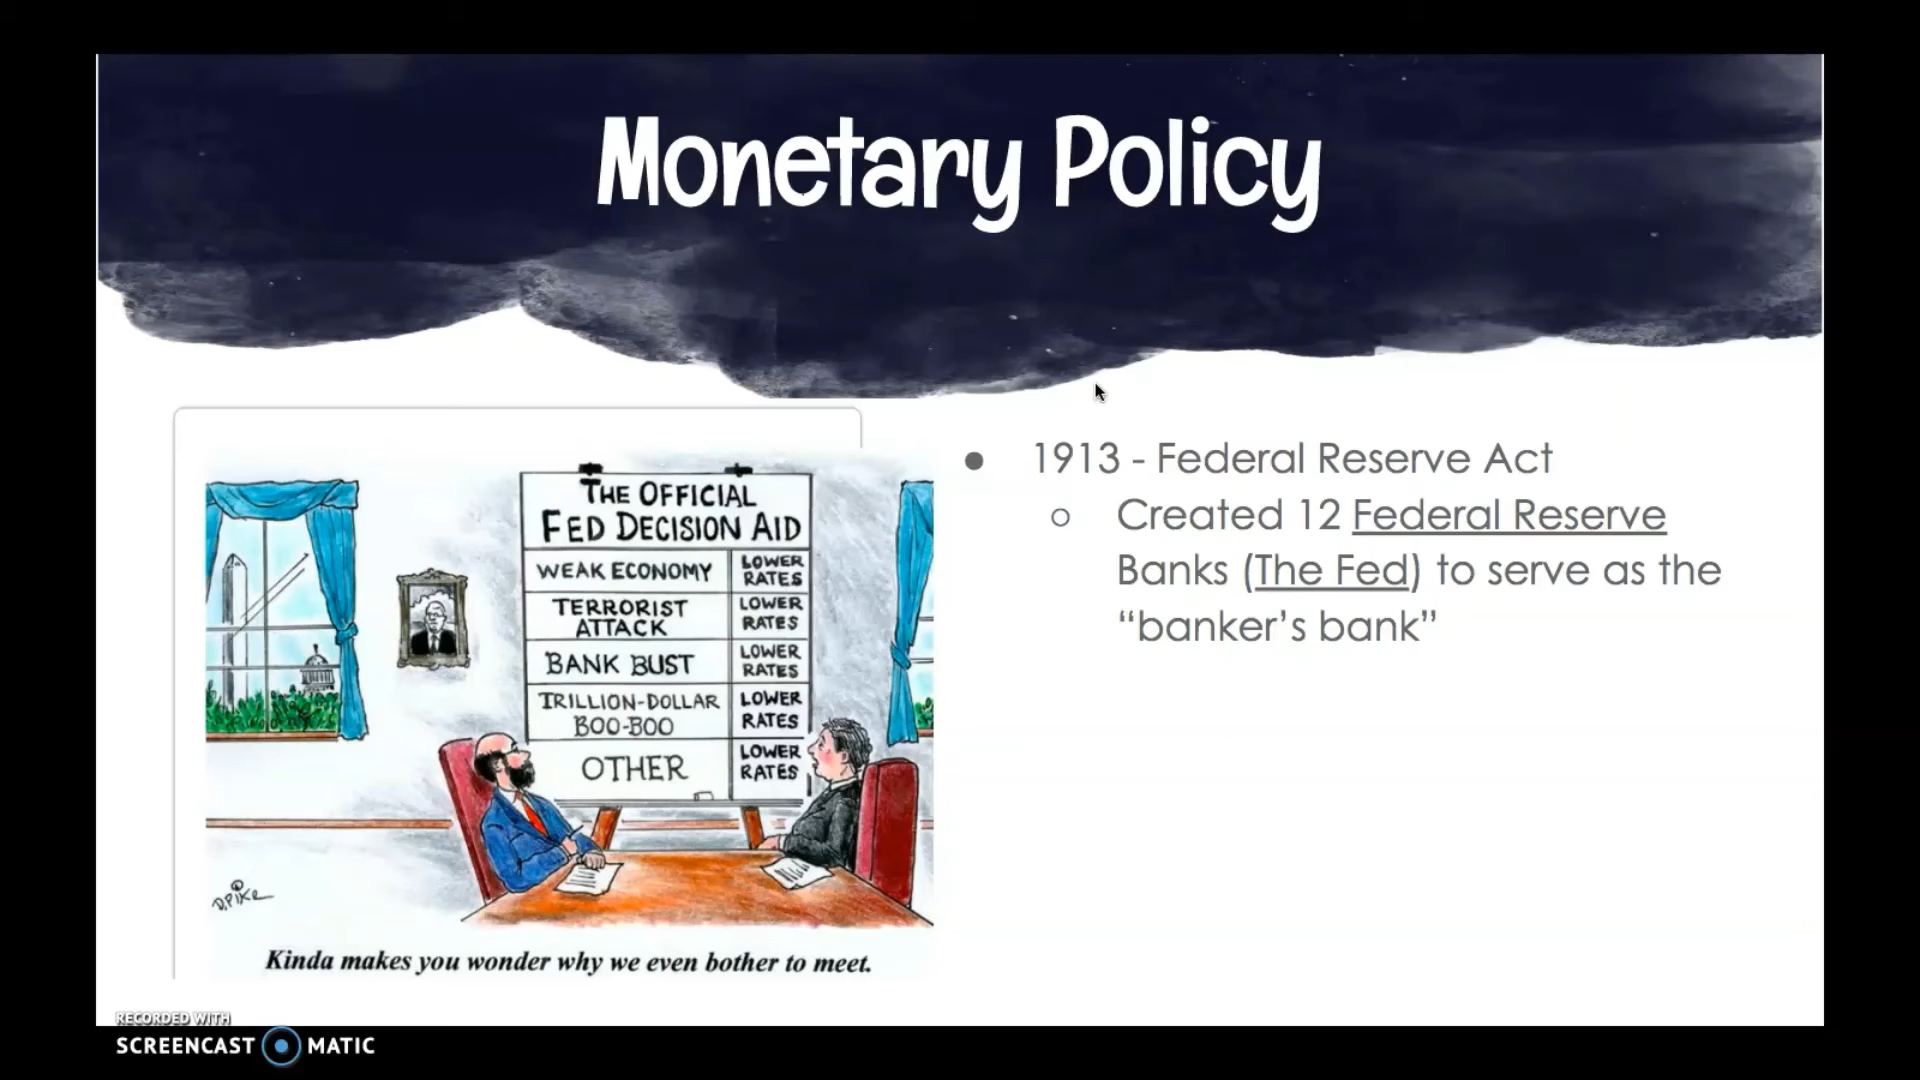 Monetary Policy
● 1913 - Federal Reserve Act
○ Created 12 Federal Reserve
Banks (The Fed) to serve as the
“banker’s bank”
THE OFFICIAL
FED DECISION AID
WEAK ECONOMY
LOWER
RATES
TERRORIST
ATTACK
LOWER
RATES
BANK BUST
LOWER
RATES
TRILLION-DOLLAR
BOO-BOO
LOWER
RATES
OTHER
LOWER
RATES
D.PIKE
Kinda makes you wonder why we even bother to meet.
RECORDED WITH
SCREENCAST MATIC